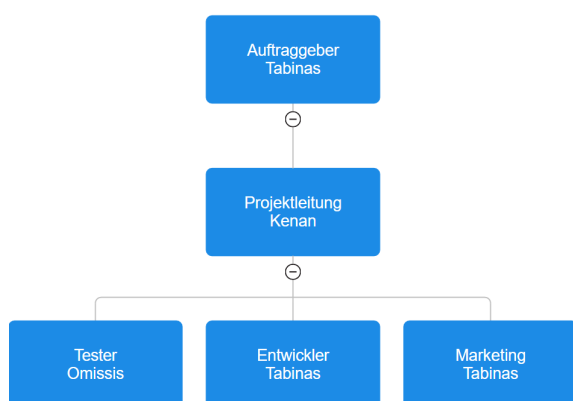 Auftraggeber
Tabinas
Projektleitung
Kenan
Tester
Omissis
Entwickler
Tabinas
Marketing
Tabinas